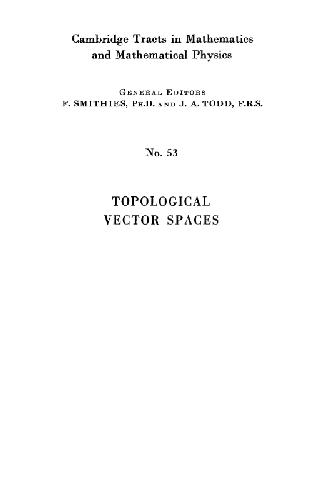 Cambridge Tracts in Mathematics
and Mathematical Physics
GENERAL EDITORS
F. SMITHIES, PH.D. AND J. A. TODD, F.R.S.
No. 53
TOPOLOGICAL
VECTOR SPACES